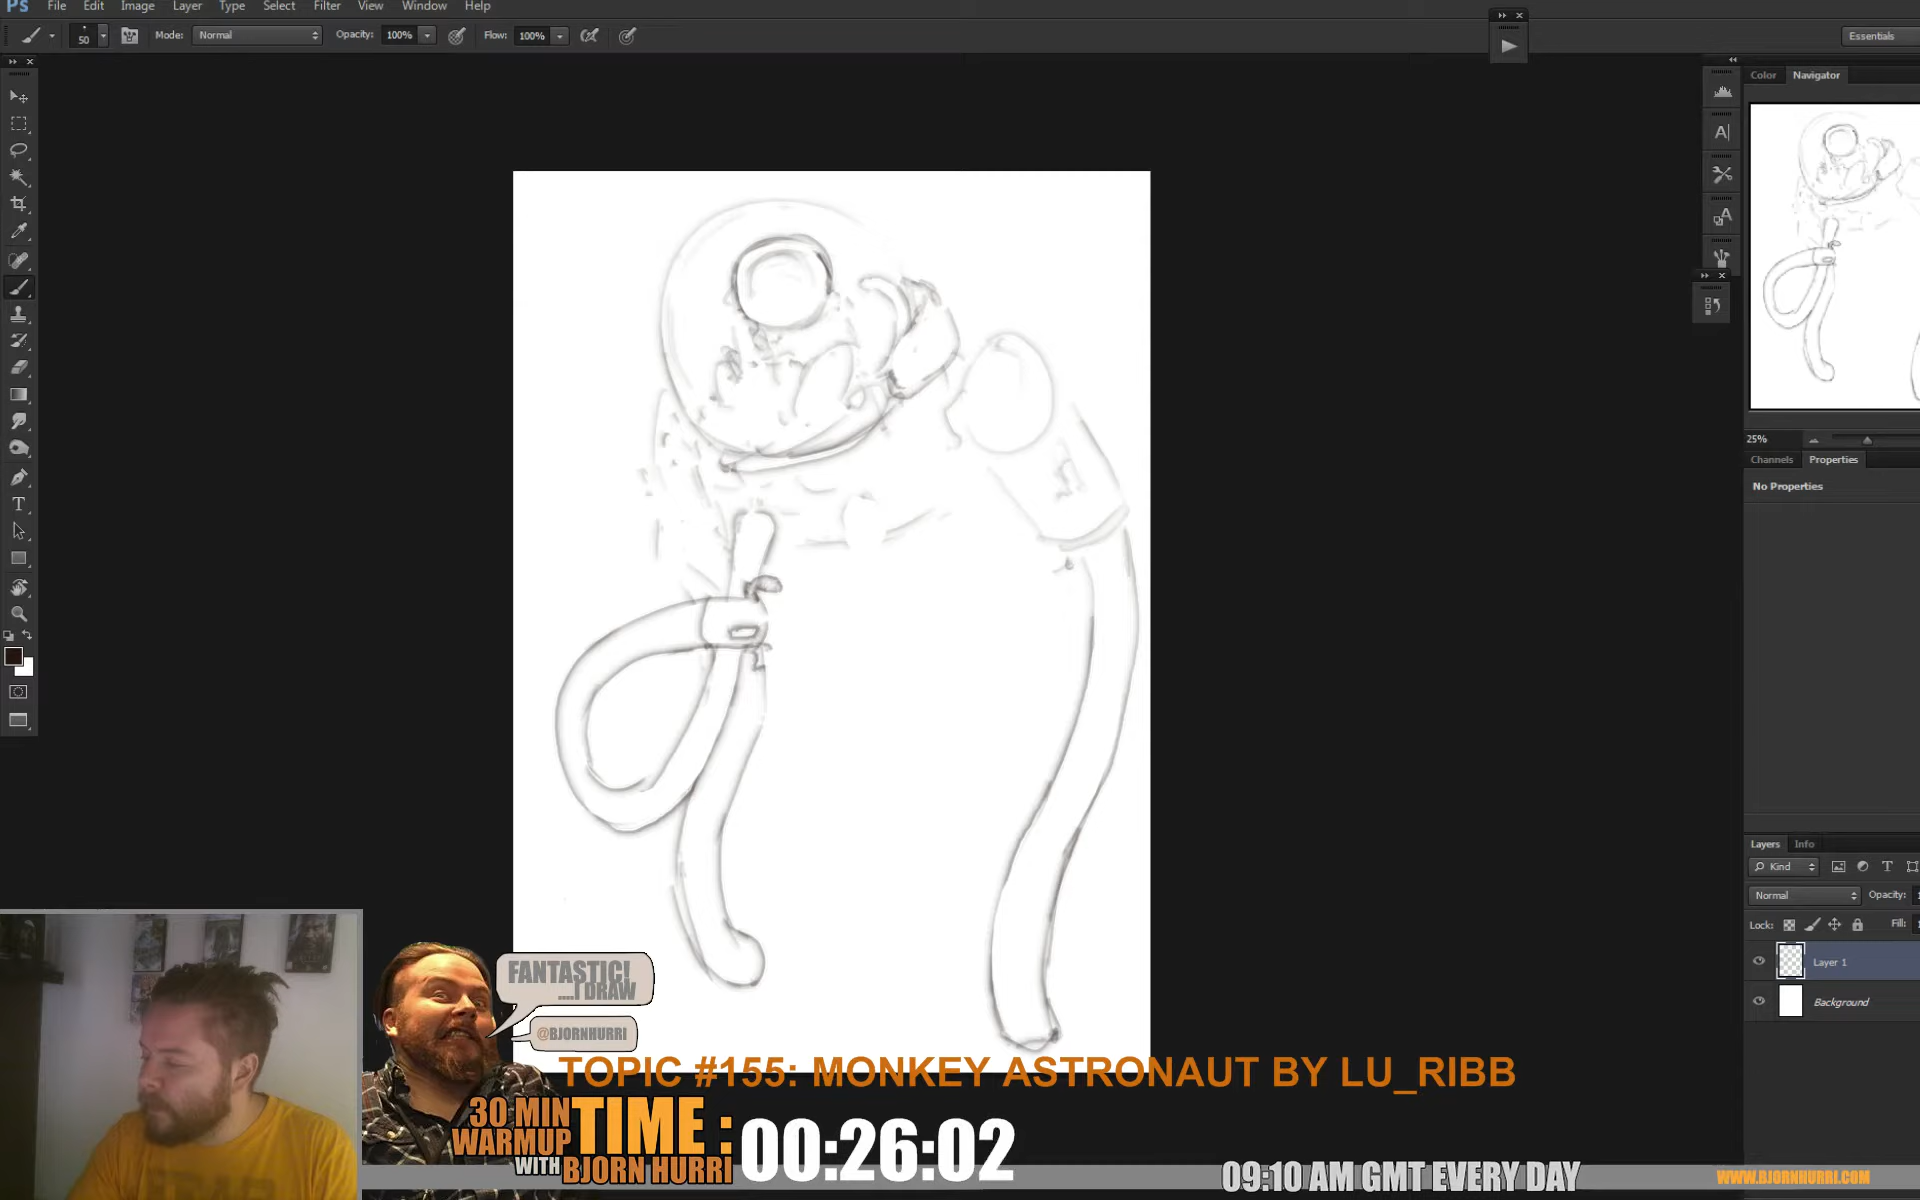 Ps File Edit Image Layer Type Select Filter View Window Help
50 Mode: Normal Opacity: 100% Flow: 100% Essentials
Color Navigator
25%
Channels Properties
No Properties
Layers Info
Kind
Normal Opacity:
Lock: Fill:
Layer 1
Background
FANTASTIC!
....I DRAW
@BJORNHURRI
TOPIC #155: MONKEY ASTRONAUT BY LU_RIBB
30 MIN
WARMUP
WITH BJORN HURRI
TIME : 00:26:02
09:10 AM GMT EVERY DAY
WWW.BJORNHURRI.COM